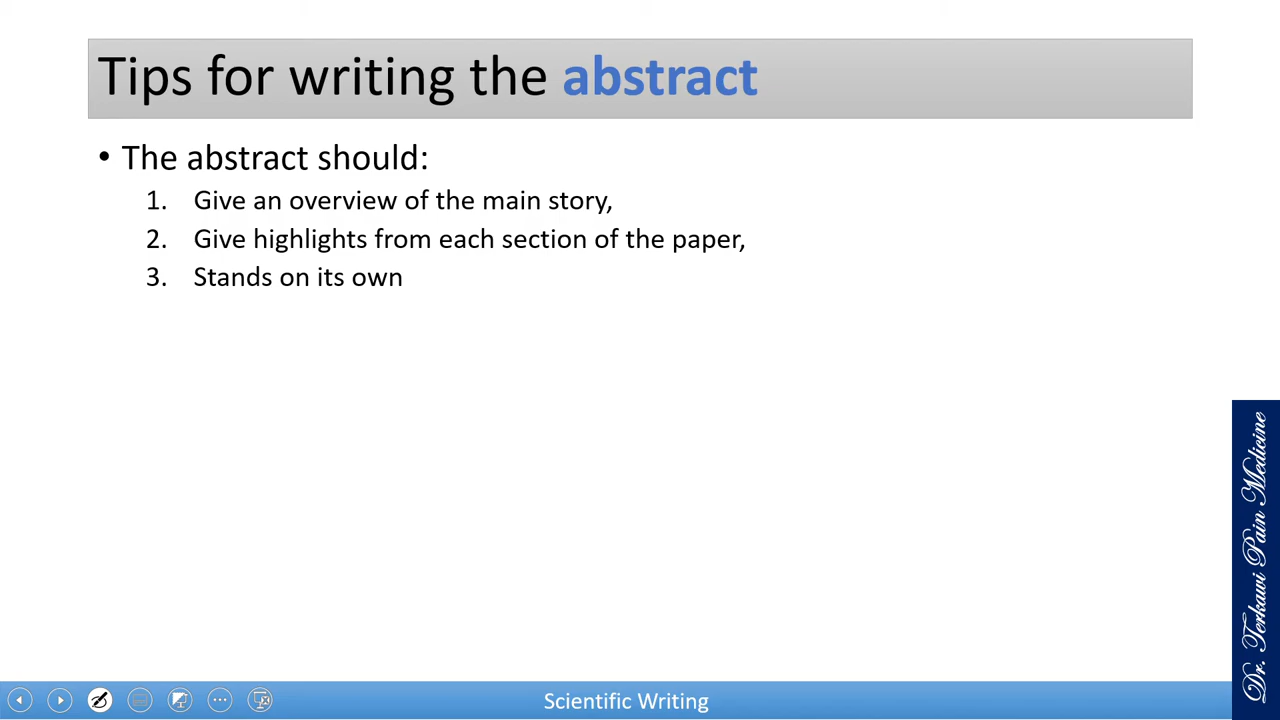 Tips for writing the abstract
• The abstract should:
1. Give an overview of the main story,
2. Give highlights from each section of the paper,
3. Stands on its own
Dr. Terkawi Pain Medicine
Scientific Writing